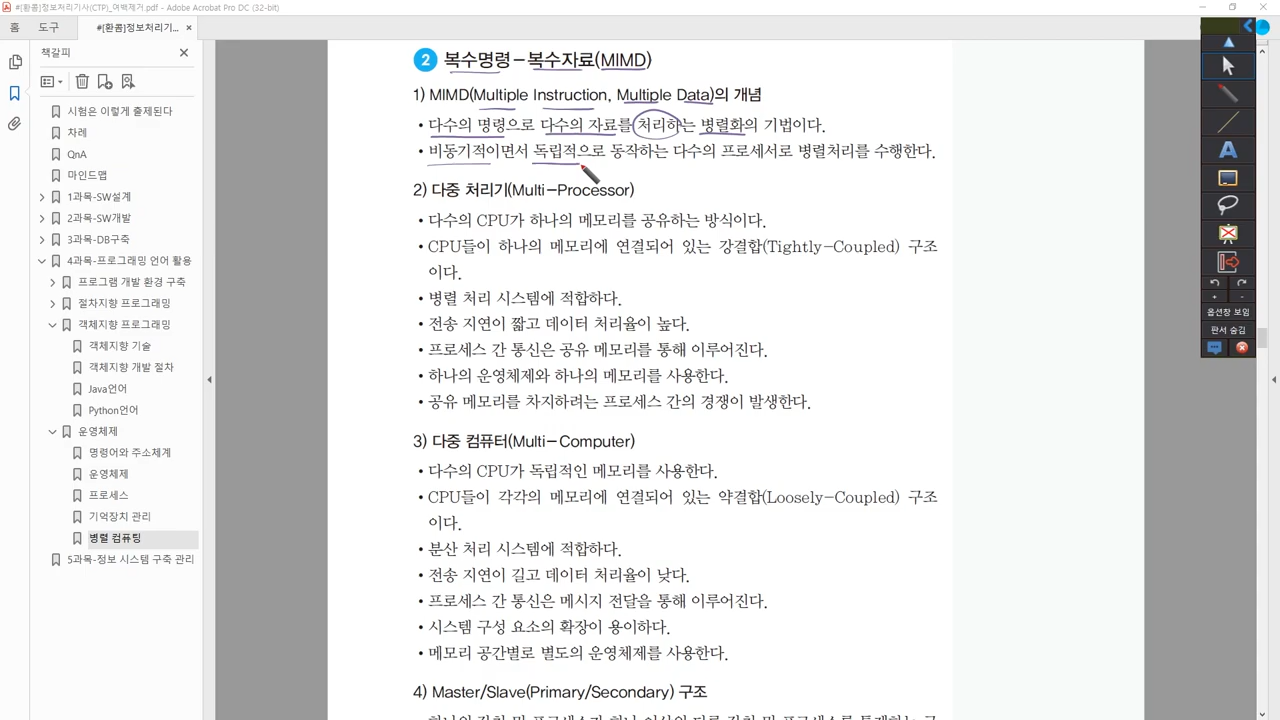 #[환콤]정보처리기사(CTP)_여백제거.pdf - Adobe Acrobat Pro DC (32-bit)
홈 도구 #[환콤]정보처리기... ×
책갈피
시험은 이렇게 출제된다
차례
QnA
마인드맵
1과목-SW설계
2과목-SW개발
3과목-DB구축
4과목-프로그래밍 언어 활용
프로그램 개발 환경 구축
절차지향 프로그래밍
객체지향 프로그래밍
객체지향 기술
객체지향 개발 절차
Java언어
Python언어
운영체제
명령어와 주소체계
운영체제
프로세스
기억장치 관리
병렬 컴퓨팅
5과목-정보 시스템 구축 관리
2 복수명령-복수자료(MIMD)
1) MIMD(Multiple Instruction, Multiple Data)의 개념
• 다수의 명령으로 다수의 자료를 처리하는 병렬화의 기법이다.
• 비동기적이면서 독립적으로 동작하는 다수의 프로세서로 병렬처리를 수행한다.
2) 다중 처리기(Multi-Processor)
• 다수의 CPU가 하나의 메모리를 공유하는 방식이다.
• CPU들이 하나의 메모리에 연결되어 있는 강결합(Tightly-Coupled) 구조
이다.
• 병렬 처리 시스템에 적합하다.
• 전송 지연이 짧고 데이터 처리율이 높다.
• 프로세스 간 통신은 공유 메모리를 통해 이루어진다.
• 하나의 운영체제와 하나의 메모리를 사용한다.
• 공유 메모리를 차지하려는 프로세스 간의 경쟁이 발생한다.
3) 다중 컴퓨터(Multi-Computer)
• 다수의 CPU가 독립적인 메모리를 사용한다.
• CPU들이 각각의 메모리에 연결되어 있는 약결합(Loosely-Coupled) 구조
이다.
• 분산 처리 시스템에 적합하다.
• 전송 지연이 길고 데이터 처리율이 낮다.
• 프로세스 간 통신은 메시지 전달을 통해 이루어진다.
• 시스템 구성 요소의 확장이 용이하다.
• 메모리 공간별로 별도의 운영체제를 사용한다.
4) Master/Slave(Primary/Secondary) 구조
A
+ -
옵션창 보임
판서 숨김